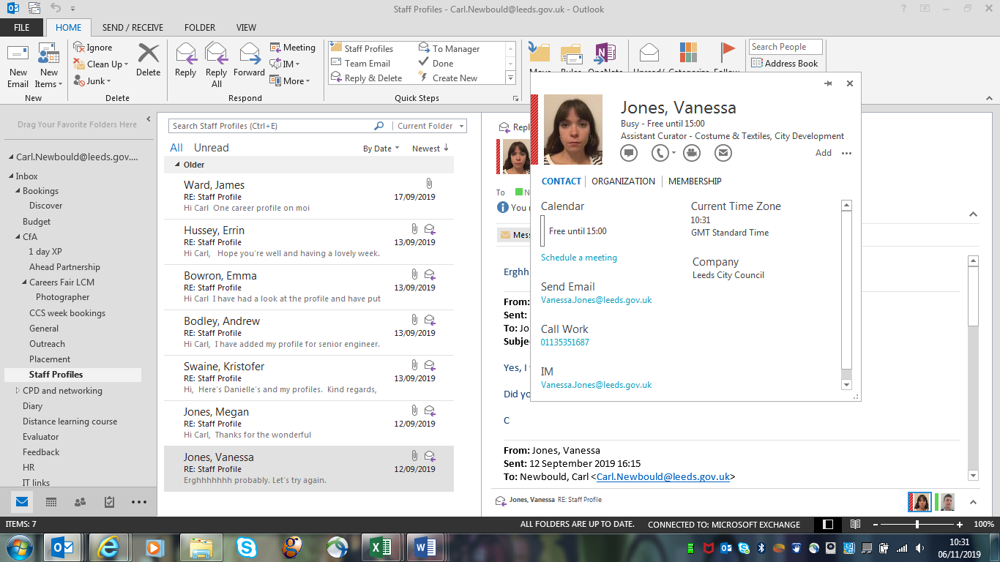 Staff Profiles - Carl.Newbould@leeds.gov.uk - Outlook
FILE HOME SEND / RECEIVE FOLDER VIEW
New Email
New Items
New
Ignore
Clean Up
Junk
Delete
Delete
Reply
Reply All
Forward
Meeting
IM
More
Respond
Staff Profiles
Team Email
Reply & Delete
To Manager
Done
Create New
Quick Steps
Move Rules OneNote
Unread/ Categorize Follow
Search People
Address Book
Drag Your Favorite Folders Here
Carl.Newbould@leeds.gov....
Inbox
Bookings
Discover
Budget
CfA
1 day XP
Ahead Partnership
Careers Fair LCM
Photographer
CCS week bookings
General
Outreach
Placement
Staff Profiles
CPD and networking
Diary
Distance learning course
Evaluator
Feedback
HR
IT links
Search Staff Profiles (Ctrl+E)
Current Folder
All Unread
By Date Newest
Older
Ward, James
RE: Staff Profile 17/09/2019
Hi Carl One career profile on moi
Hussey, Errin
RE: Staff Profile 13/09/2019
Hi Carl, Hope you're well and having a lovely week.
Bowron, Emma
RE: Staff Profile 13/09/2019
Hi Carl I have had a look at the profile and have put
Bodley, Andrew
RE: Staff Profile 13/09/2019
Hi Carl, I have added my profile for senior engineer.
Swaine, Kristofer
RE: Staff Profile 13/09/2019
Hi, Here's Danielle's and my profiles. Kind regards,
Jones, Megan
RE: Staff Profile 12/09/2019
Hi Carl, Thanks for the wonderful
Jones, Vanessa
RE: Staff Profile 12/09/2019
Erghhhhhhh probably. Let's try again.
Repl
To N
You r
Mess
Erghh
From:
Sent:
To: Jo
Subje
Yes, I
Did yo
C
From: Jones, Vanessa
Sent: 12 September 2019 16:15
To: Newbould, Carl <Carl.Newbould@leeds.gov.uk>
Jones, Vanessa RE: Staff Profile
Jones, Vanessa
Busy - Free until 15:00
Assistant Curator - Costume & Textiles, City Development
Add
CONTACT ORGANIZATION MEMBERSHIP
Calendar
Free until 15:00
Schedule a meeting
Send Email
Vanessa.Jones@leeds.gov.uk
Call Work
01135351687
IM
Vanessa.Jones@leeds.gov.uk
Current Time Zone
10:31
GMT Standard Time
Company
Leeds City Council
ITEMS: 7
ALL FOLDERS ARE UP TO DATE. CONNECTED TO: MICROSOFT EXCHANGE 100%
10:31
06/11/2019